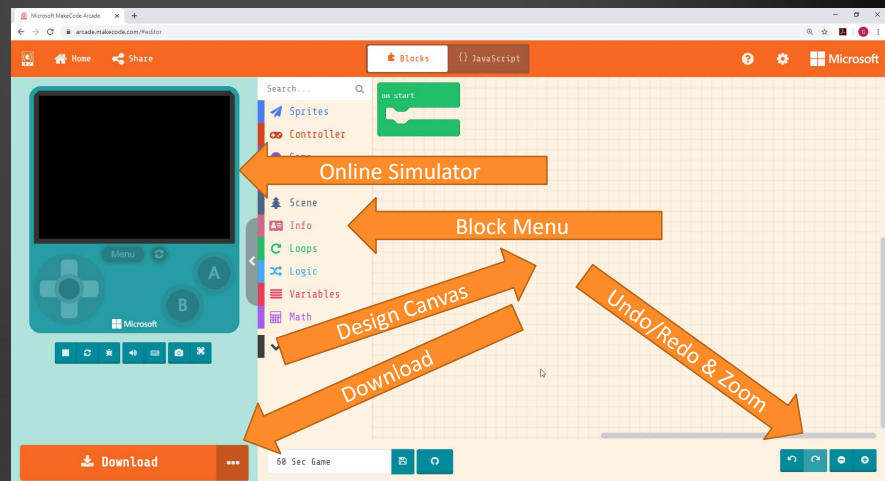 Microsoft MakeCode Arcade
arcade.makecode.com/#editor
Home
Share
Blocks
{} JavaScript
Microsoft
Search...
on start
Sprites
Controller
Online Simulator
Scene
Info
Block Menu
Loops
Logic
Variables
Math
Design Canvas
Download
Undo/Redo & Zoom
Menu
A
B
Microsoft
Download
60 Sec Game